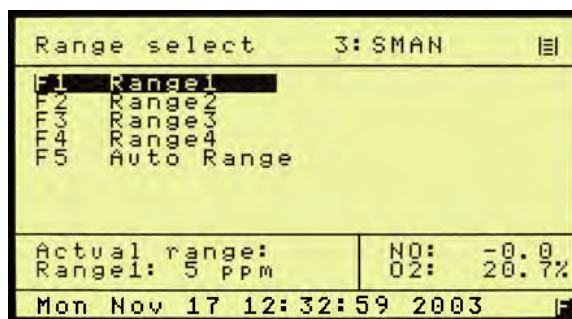 Range select 3:SMAN
F1 Range1
F2 Range2
F3 Range3
F4 Range4
F5 Auto Range
Actual range:
Range1: 5 ppm
NO: -0.0
O2: 20.7%
Mon Nov 17 12:32:59 2003 F